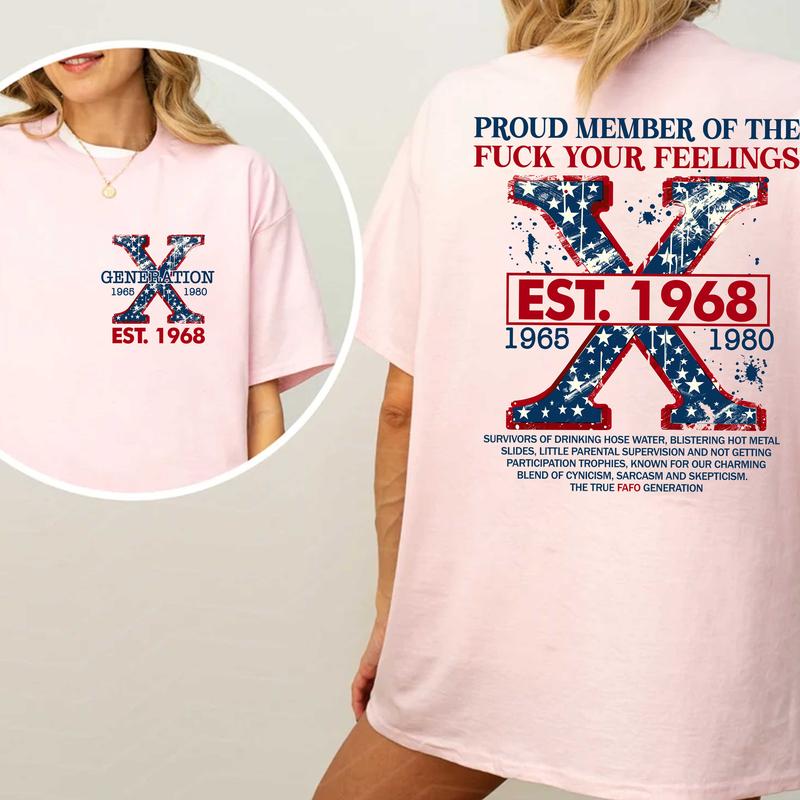 GENERATION
1965 1980
EST. 1968
PROUD MEMBER OF THE
FUCK YOUR FEELINGS
X
EST. 1968
1965 1980
SURVIVORS OF DRINKING HOSE WATER, BLISTERING HOT METAL
SLIDES, LITTLE PARENTAL SUPERVISION AND NOT GETTING
PARTICIPATION TROPHIES, KNOWN FOR OUR CHARMING
BLEND OF CYNICISM, SARCASM AND SKEPTICISM.
THE TRUE FAFO GENERATION